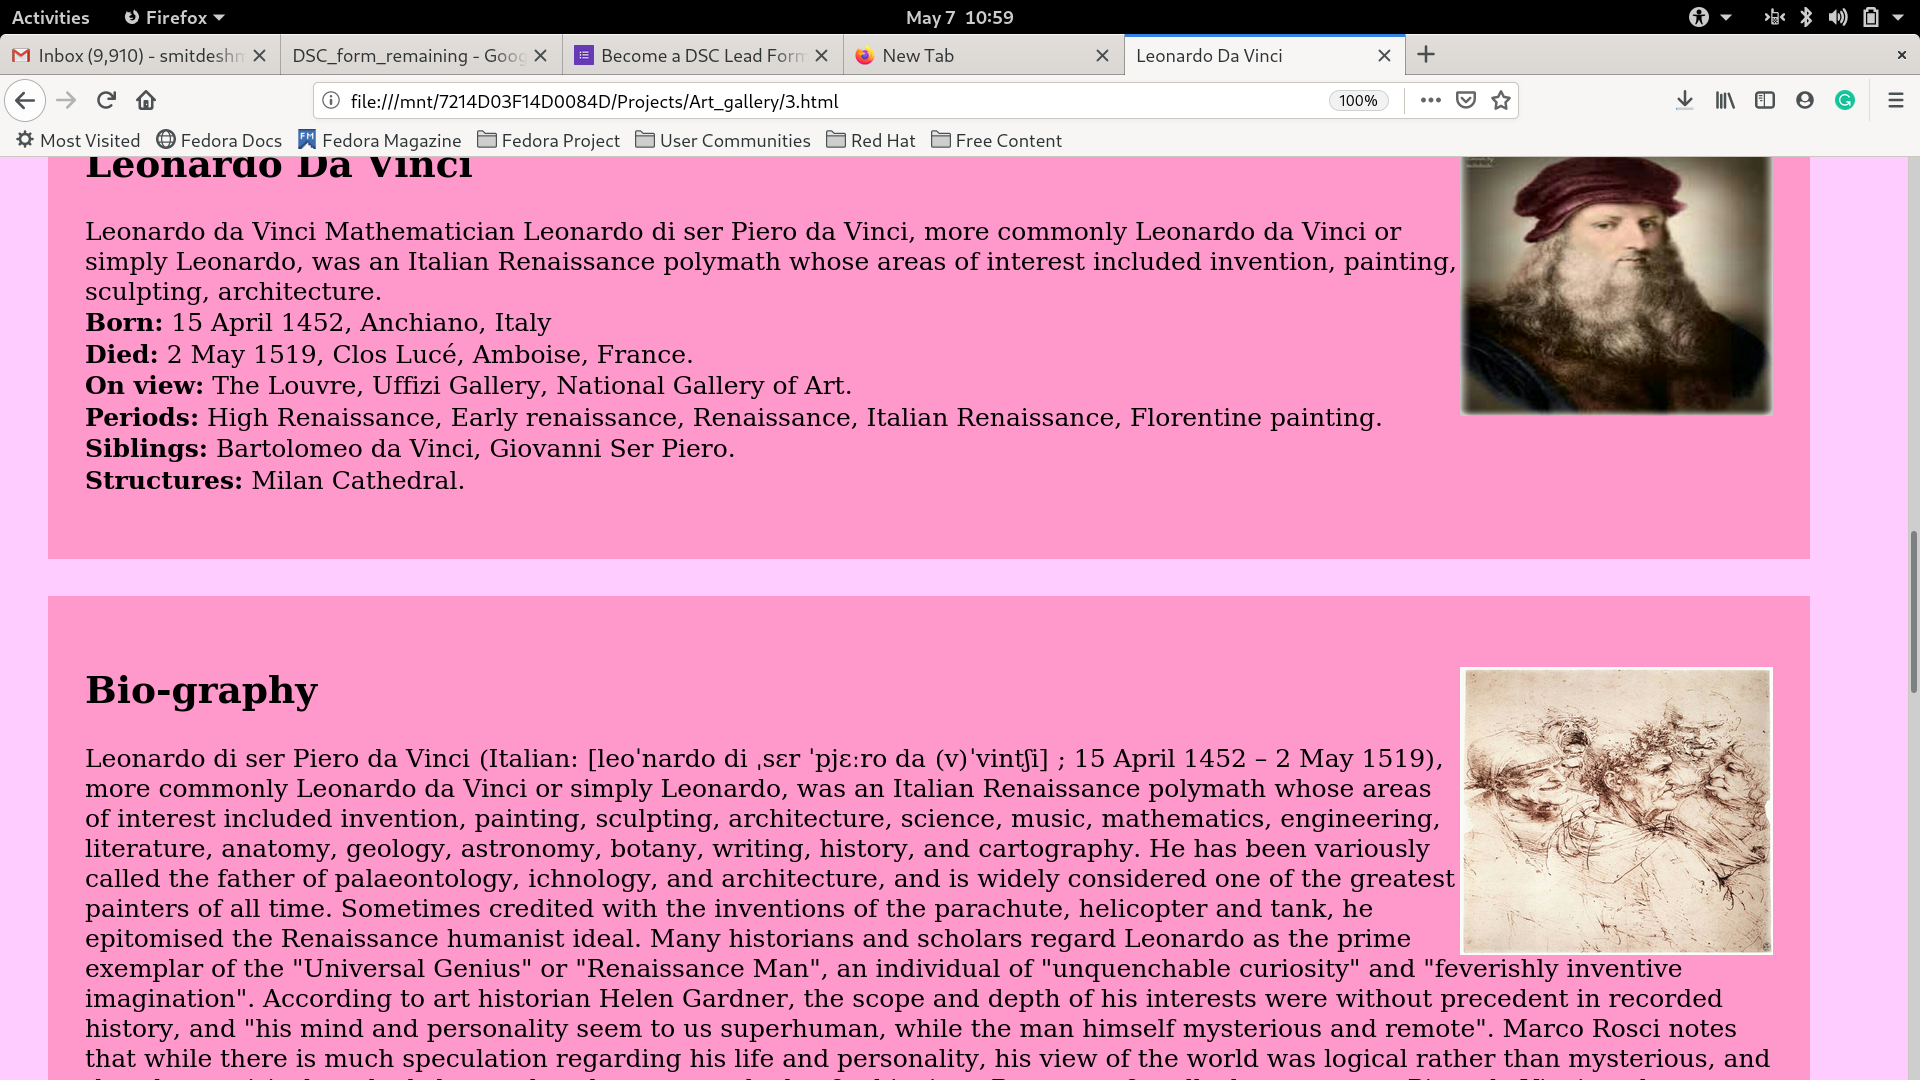 Activities Firefox May 7 10:59
Inbox (9,910) - smitdeshm DSC_form_remaining - Goog Become a DSC Lead Form New Tab Leonardo Da Vinci
file:///mnt/7214D03F14D0084D/Projects/Art_gallery/3.html 100%
Most Visited Fedora Docs Fedora Magazine Fedora Project User Communities Red Hat Free Content
Leonardo Da Vinci
Leonardo da Vinci Mathematician Leonardo di ser Piero da Vinci, more commonly Leonardo da Vinci or
simply Leonardo, was an Italian Renaissance polymath whose areas of interest included invention, painting,
sculpting, architecture.
Born: 15 April 1452, Anchiano, Italy
Died: 2 May 1519, Clos Lucé, Amboise, France.
On view: The Louvre, Uffizi Gallery, National Gallery of Art.
Periods: High Renaissance, Early renaissance, Renaissance, Italian Renaissance, Florentine painting.
Siblings: Bartolomeo da Vinci, Giovanni Ser Piero.
Structures: Milan Cathedral.
Bio-graphy
Leonardo di ser Piero da Vinci (Italian: [leoˈnardo di ˌsɛr ˈpjɛːro da (v)ˈvintʃi] ; 15 April 1452 – 2 May 1519),
more commonly Leonardo da Vinci or simply Leonardo, was an Italian Renaissance polymath whose areas
of interest included invention, painting, sculpting, architecture, science, music, mathematics, engineering,
literature, anatomy, geology, astronomy, botany, writing, history, and cartography. He has been variously
called the father of palaeontology, ichnology, and architecture, and is widely considered one of the greatest
painters of all time. Sometimes credited with the inventions of the parachute, helicopter and tank, he
epitomised the Renaissance humanist ideal. Many historians and scholars regard Leonardo as the prime
exemplar of the "Universal Genius" or "Renaissance Man", an individual of "unquenchable curiosity" and "feverishly inventive
imagination". According to art historian Helen Gardner, the scope and depth of his interests were without precedent in recorded
history, and "his mind and personality seem to us superhuman, while the man himself mysterious and remote". Marco Rosci notes
that while there is much speculation regarding his life and personality, his view of the world was logical rather than mysterious, and